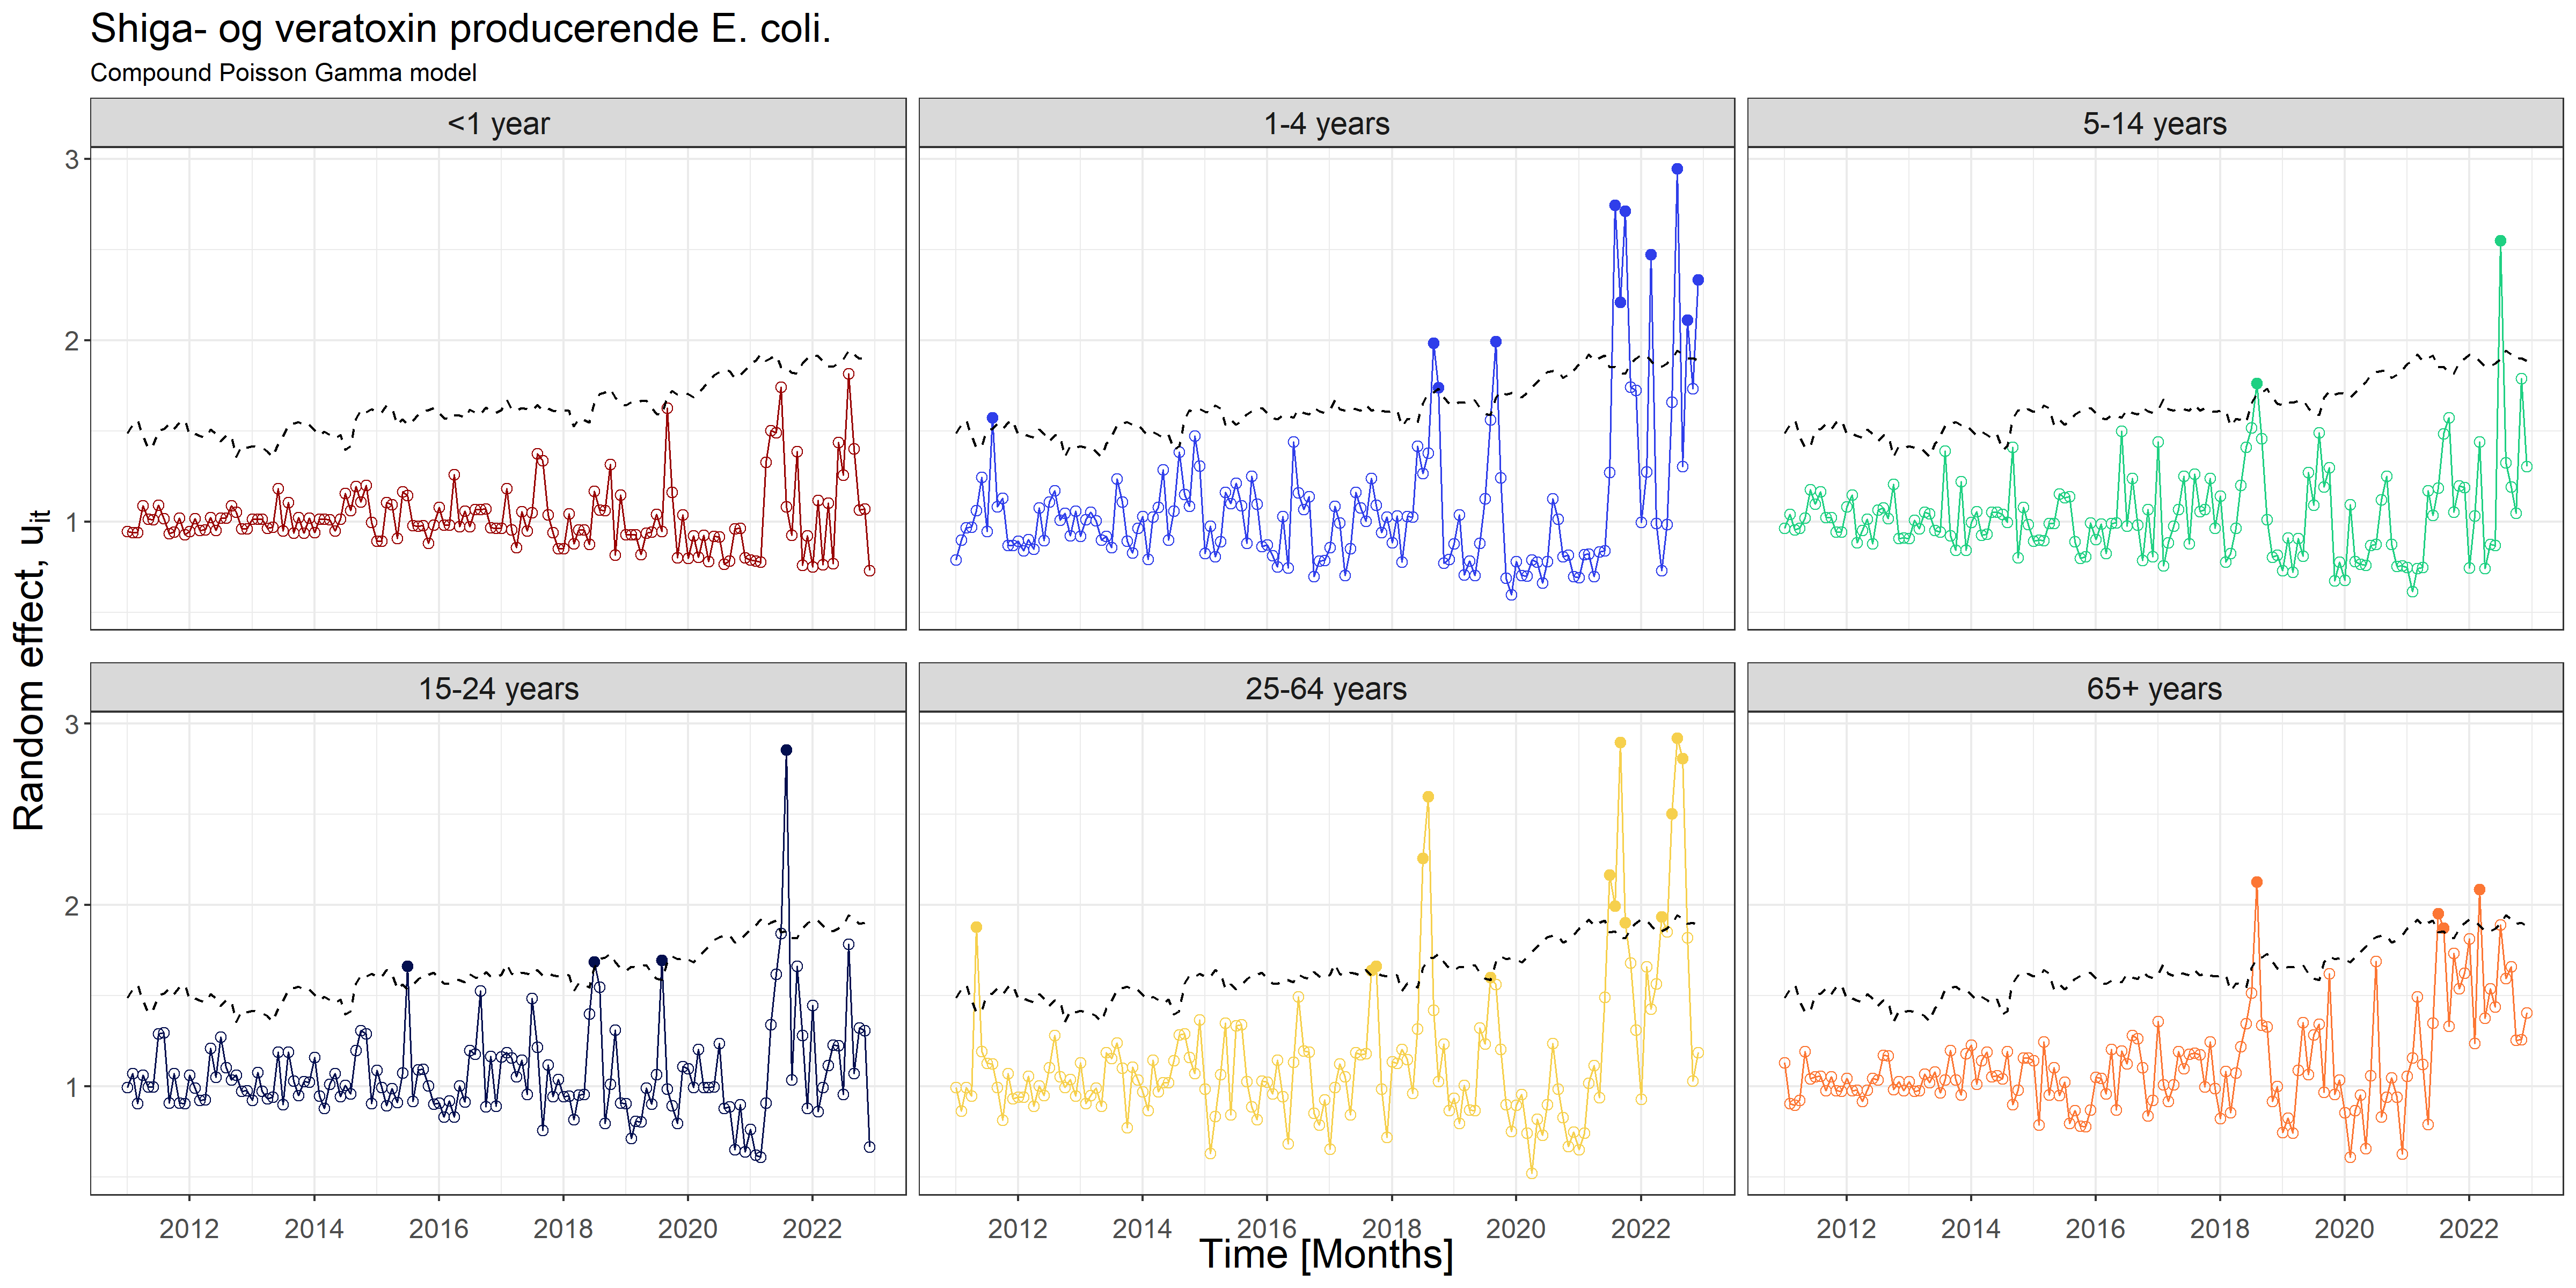 Shiga- og veratoxin producerende E. coli.
Compound Poisson Gamma model
<1 year
1-4 years
5-14 years
3
2
1
15-24 years
25-64 years
65+ years
3
2
1
2012 2014 2016 2018 2020 2022
2012 2014 2016 2018 2020 2022
2012 2014 2016 2018 2020 2022
Random effect, uit
Time [Months]